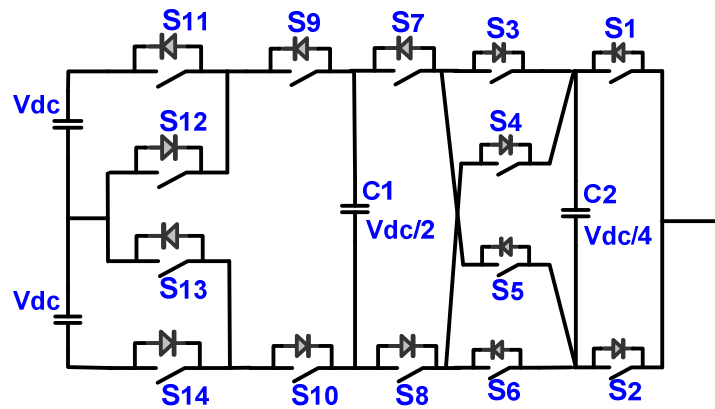 S11
S9
S7
S3
S1
Vdc
S12
S4
C1
Vdc/2
C2
Vdc/4
S13
S5
Vdc
S14
S10
S8
S6
S2